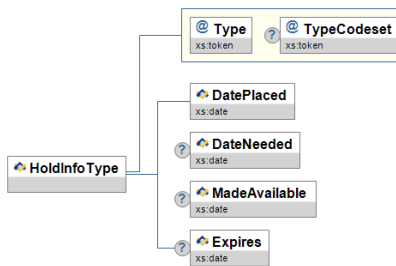 @ Type
xs:token
? @ TypeCodeset
xs:token
DatePlaced
xs:date
? DateNeeded
xs:date
HoldInfoType
? MadeAvailable
xs:date
? Expires
xs:date